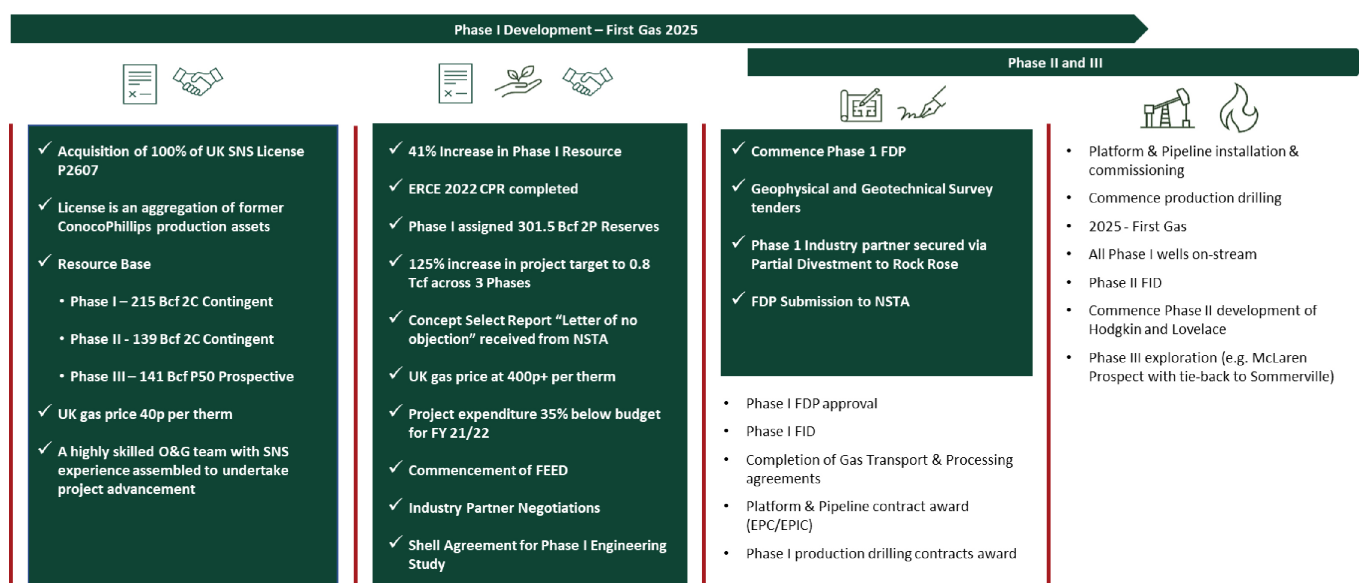 Phase I Development – First Gas 2025
Phase II and III
✓ Acquisition of 100% of UK SNS License
P2607
✓ License is an aggregation of former
ConocoPhillips production assets
✓ Resource Base
• Phase I – 215 Bcf 2C Contingent
• Phase II - 139 Bcf 2C Contingent
• Phase III – 141 Bcf P50 Prospective
✓ UK gas price 40p per therm
✓ A highly skilled O&G team with SNS
experience assembled to undertake
project advancement
✓ 41% Increase in Phase I Resource
✓ ERCE 2022 CPR completed
✓ Phase I assigned 301.5 Bcf 2P Reserves
✓ 125% increase in project target to 0.8
Tcf across 3 Phases
✓ Concept Select Report “Letter of no
objection” received from NSTA
✓ UK gas price at 400p+ per therm
✓ Project expenditure 35% below budget
for FY 21/22
✓ Commencement of FEED
✓ Industry Partner Negotiations
✓ Shell Agreement for Phase I Engineering
Study
✓ Commence Phase 1 FDP
✓ Geophysical and Geotechnical Survey
tenders
✓ Phase 1 Industry partner secured via
Partial Divestment to Rock Rose
✓ FDP Submission to NSTA
• Phase I FDP approval
• Phase I FID
• Completion of Gas Transport & Processing
agreements
• Platform & Pipeline contract award
(EPC/EPIC)
• Phase I production drilling contracts award
• Platform & Pipeline installation &
commissioning
• Commence production drilling
• 2025 - First Gas
• All Phase I wells on-stream
• Phase II FID
• Commence Phase II development of
Hodgkin and Lovelace
• Phase III exploration (e.g. McLaren
Prospect with tie-back to Sommerville)